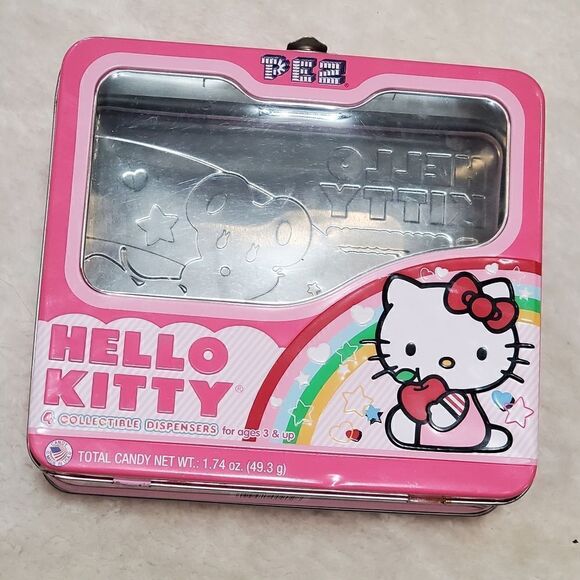 PEZ
HELLO
KITTY
HELLO
KITTY®
4 COLLECTIBLE DISPENSERS for ages 3 & up
TOTAL CANDY NET WT.: 1.74 oz. (49.3 g)